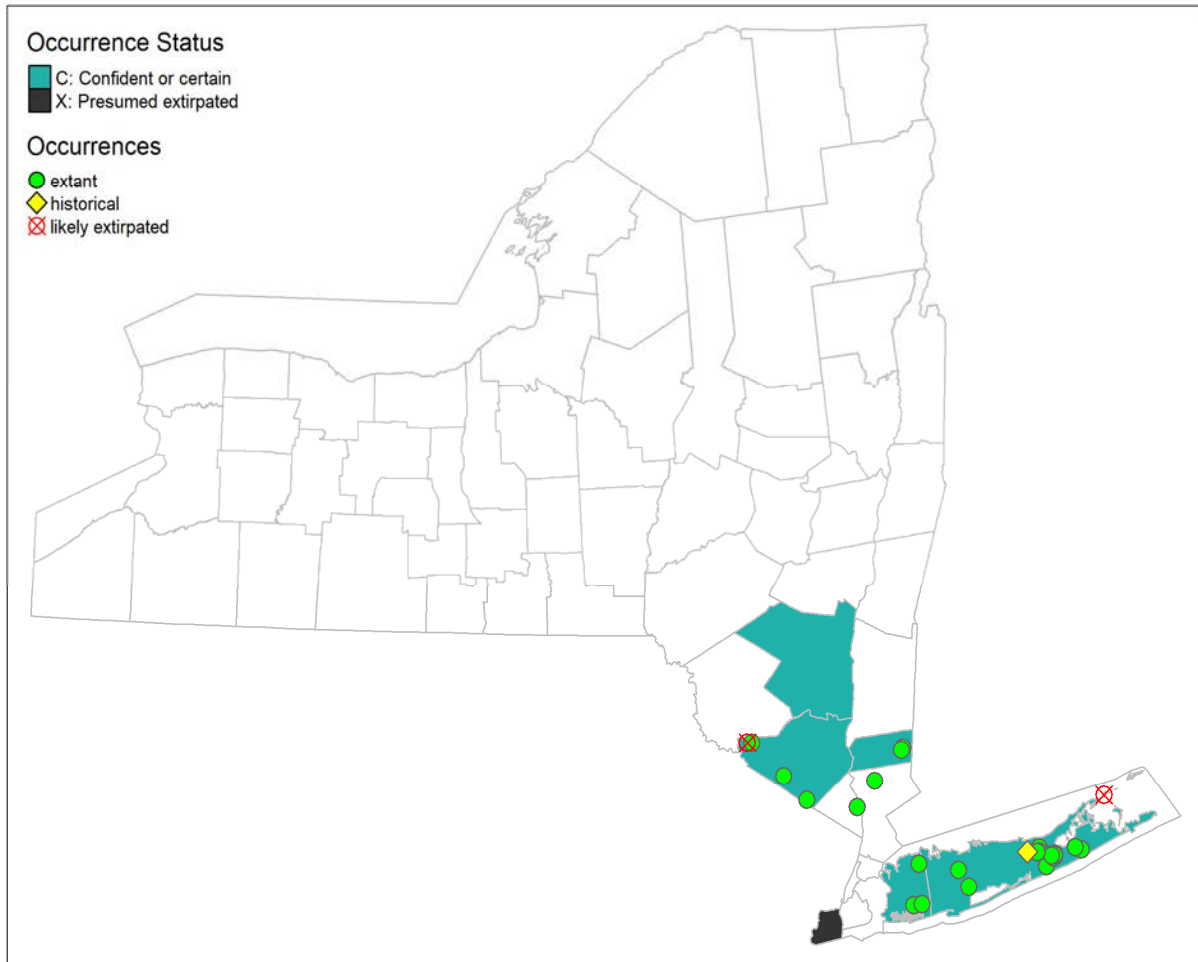 Occurrence Status
C: Confident or certain
X: Presumed extirpated
Occurrences
extant
historical
likely extirpated